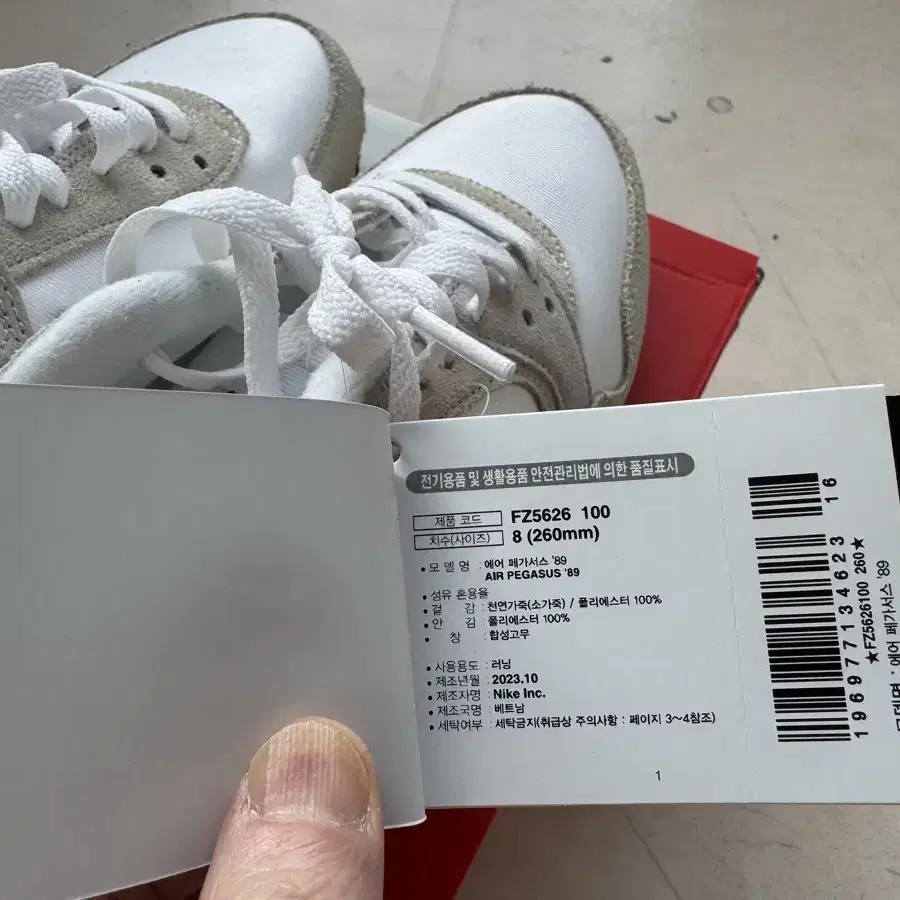 전기용품 및 생활용품 안전관리법에 의한 품질표시
제품 코드 FZ5626 100
치수(사이즈) 8 (260mm)
• 모 델 명 : 에어 페가서스 '89
AIR PEGASUS '89
• 섬유 혼용율
• 겉 감 : 천연가죽(소가죽) / 폴리에스터 100%
• 안 감 : 폴리에스터 100%
• 창 : 합성고무
• 사용용도 : 러닝
• 제조년월 : 2023.10
• 제조자명 : Nike Inc.
• 제조국명 : 베트남
• 세탁여부 : 세탁금지(취급상 주의사항 : 페이지 3~4참조)
1
16
196977134623
★FZ5626100 260★
모델명 : 에어 페가서스 '89